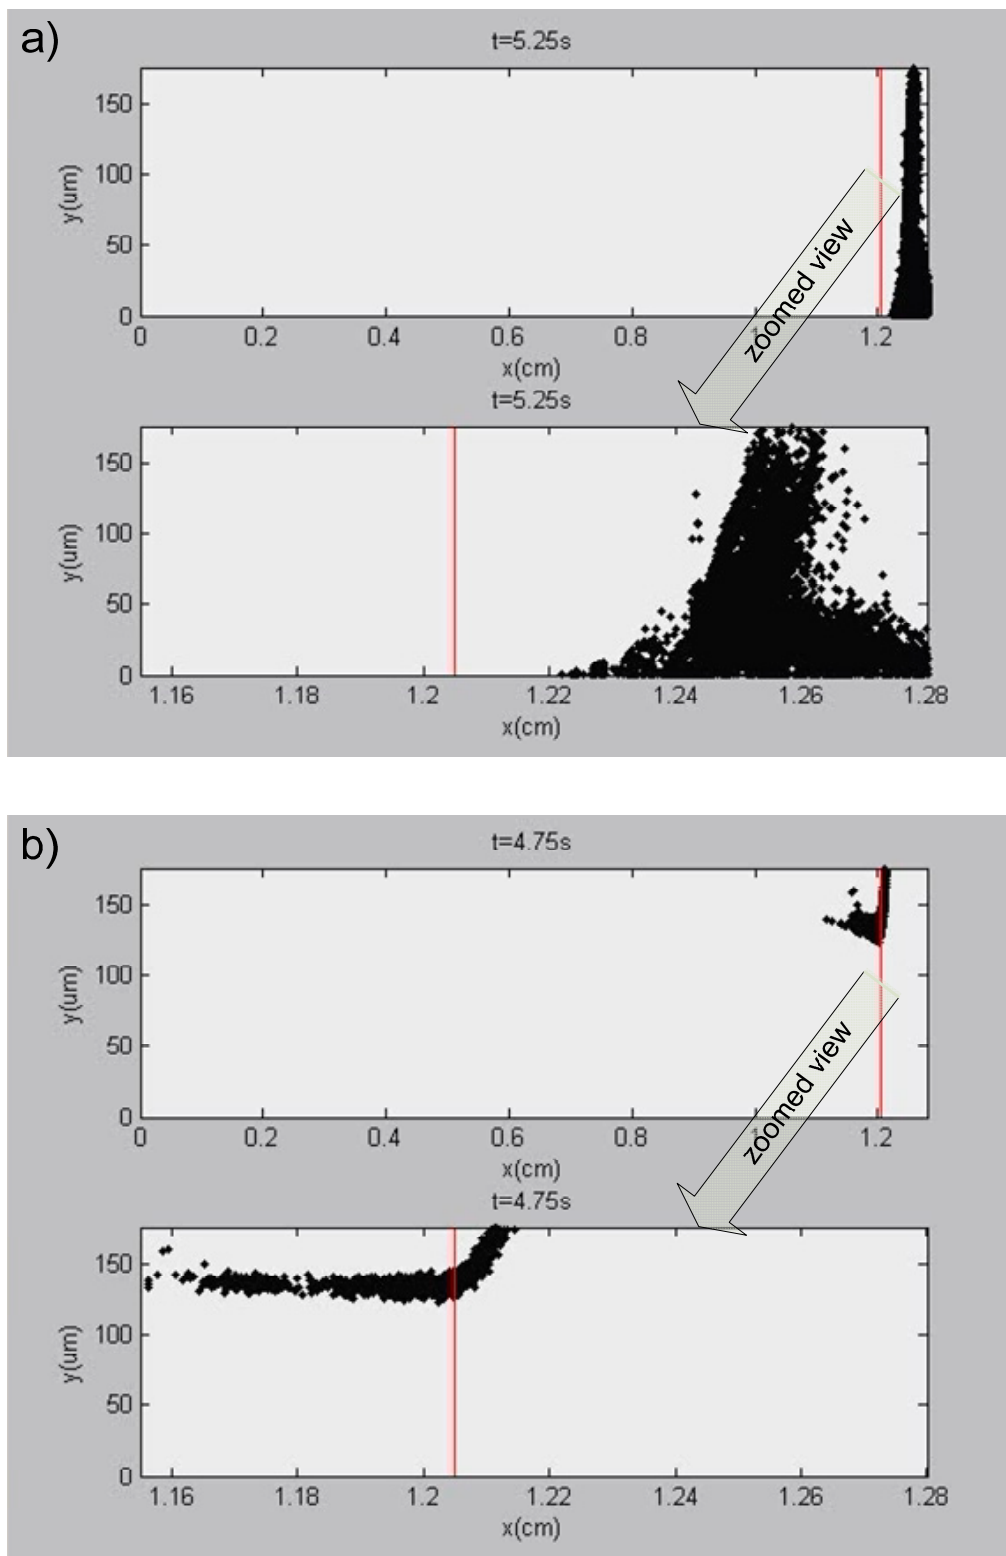 a)
t=5.25s
150
100
50
0
y(um)
0 0.2 0.4 0.6 0.8 1 1.2
x(cm)
zoomed view
t=5.25s
150
100
50
0
y(um)
1.16 1.18 1.2 1.22 1.24 1.26 1.28
x(cm)
b)
t=4.75s
150
100
50
0
y(um)
0 0.2 0.4 0.6 0.8 1 1.2
x(cm)
zoomed view
t=4.75s
150
100
50
0
y(um)
1.16 1.18 1.2 1.22 1.24 1.26 1.28
x(cm)